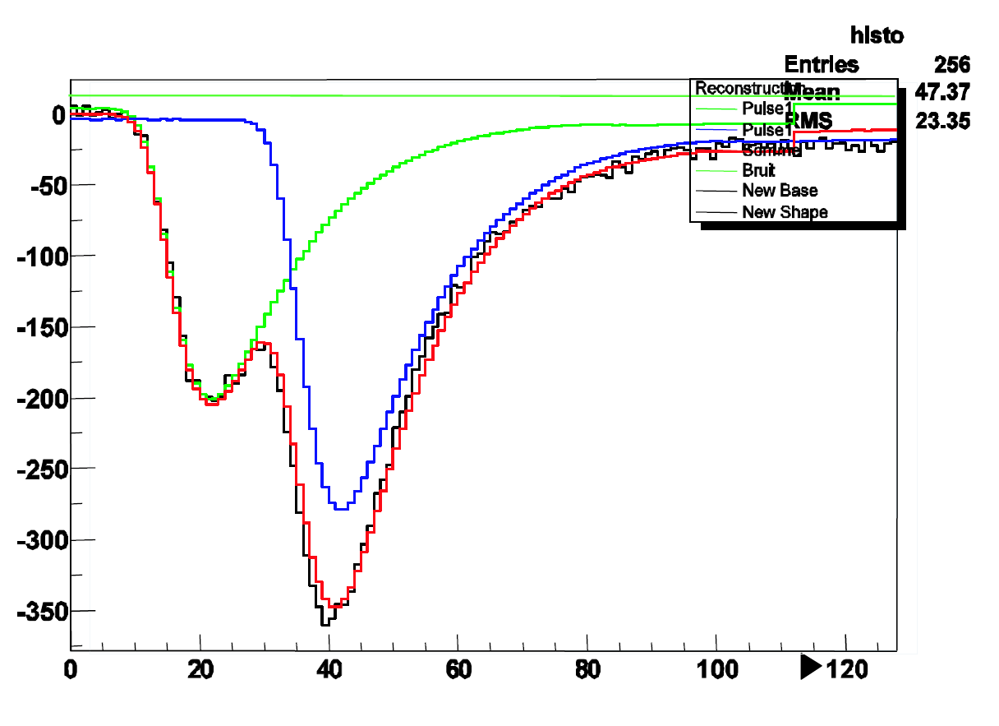 histo
Entries 256
Mean 47.37
RMS 23.35
Reconstruction
Pulse1
Pulse1
Somme
Bruit
New Base
New Shape
0
-50
-100
-150
-200
-250
-300
-350
0 20 40 60 80 100 120